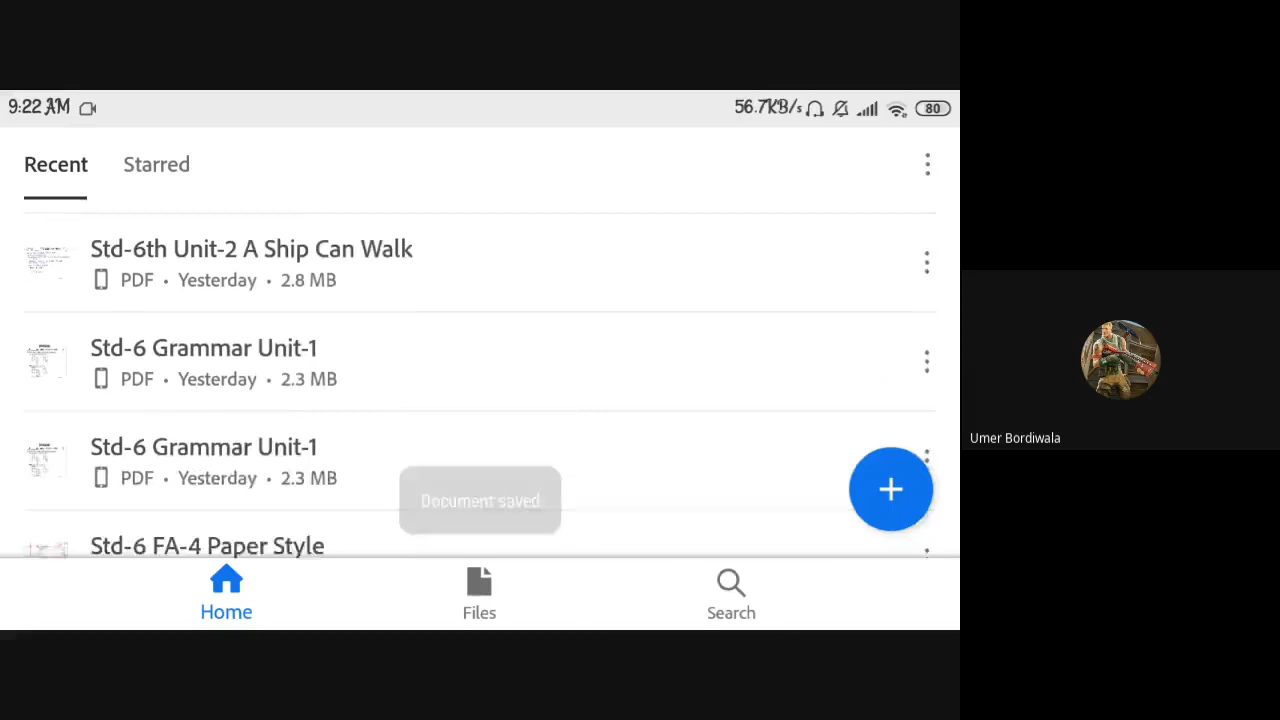 9:22 AM 56.7KB/s 80
Recent Starred
Std-6th Unit-2 A Ship Can Walk
PDF • Yesterday • 2.8 MB
Std-6 Grammar Unit-1
PDF • Yesterday • 2.3 MB
Std-6 Grammar Unit-1
PDF • Yesterday • 2.3 MB
Document saved
Std-6 FA-4 Paper Style
Home Files Search
Umer Bordiwala